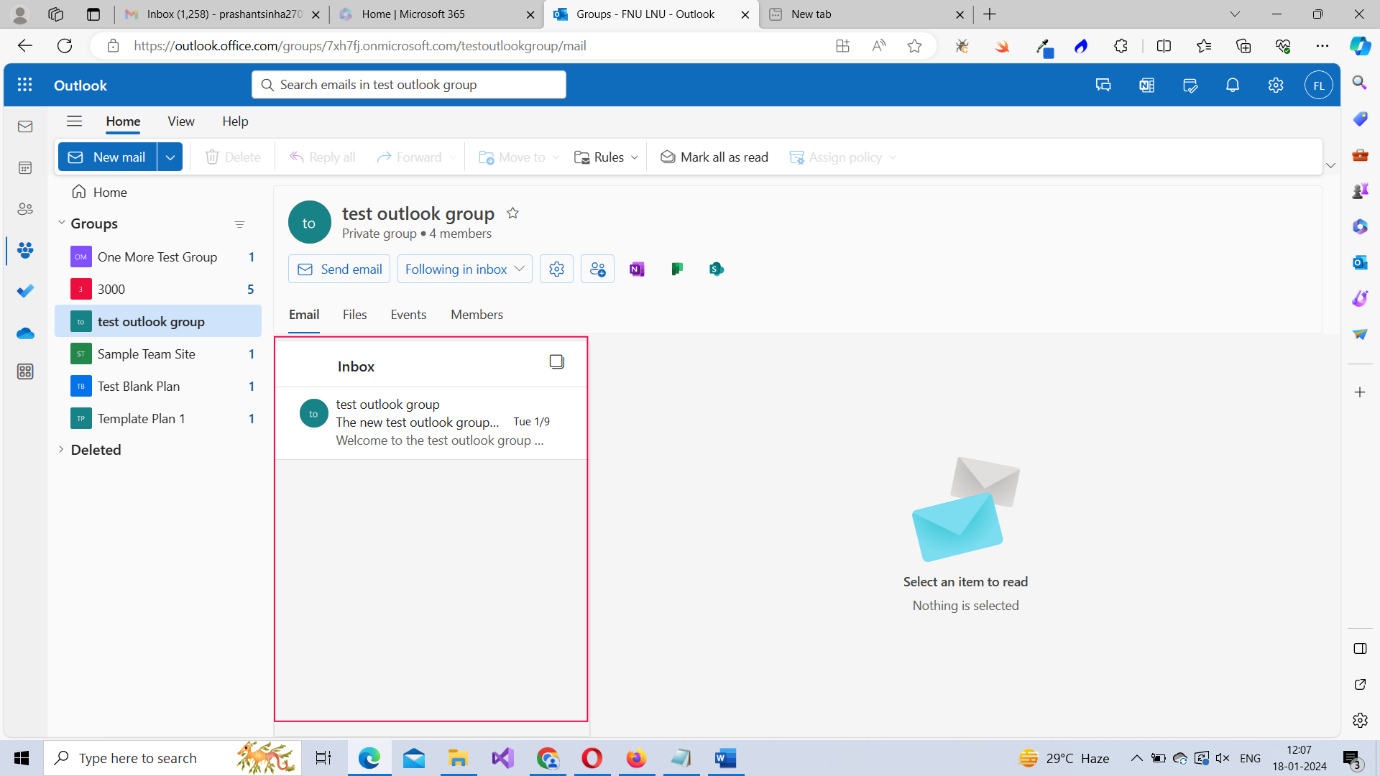 Inbox (1,258) - prashantsinha270
Home | Microsoft 365
Groups - FNU LNU - Outlook
New tab
https://outlook.office.com/groups/7xh7fj.onmicrosoft.com/testoutlookgroup/mail
Outlook
Search emails in test outlook group
FL
Home View Help
New mail Delete Reply all Forward Move to Rules Mark all as read Assign policy
Home
Groups
OM One More Test Group 1
3 3000 5
to test outlook group
ST Sample Team Site 1
TB Test Blank Plan 1
TP Template Plan 1 1
Deleted
to
test outlook group
Private group • 4 members
Send email Following in inbox
Email Files Events Members
Inbox
to
test outlook group
The new test outlook group... Tue 1/9
Welcome to the test outlook group ...
Select an item to read
Nothing is selected
Type here to search
29°C Haze
ENG
12:07
18-01-2024
3